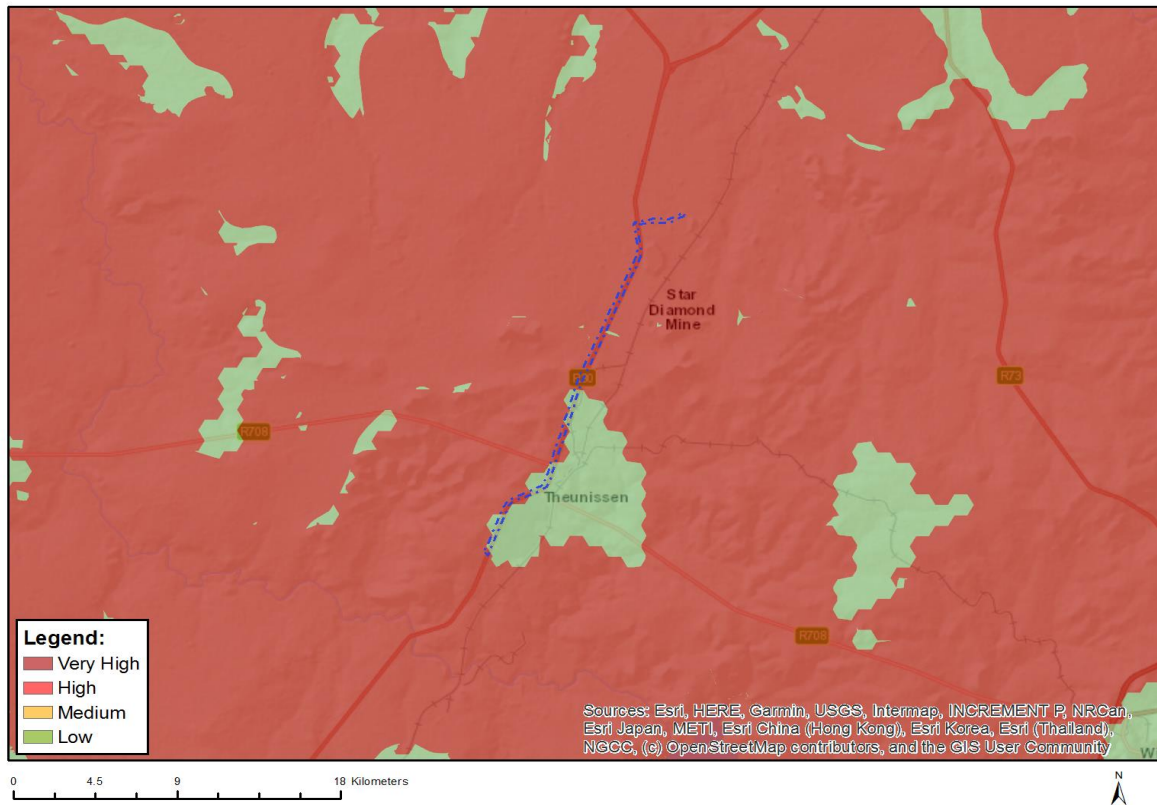 Star
Diamond
Mine
R73
R708
Theunissen
R708
Legend:
Very High
High
Medium
Low
Sources: Esri, HERE, Garmin, USGS, Intermap, INCREMENT P, NRCan,
Esri Japan, METI, Esri China (Hong Kong), Esri Korea, Esri (Thailand),
NGCC, (c) OpenStreetMap contributors, and the GIS User Community
W
0 4.5 9 18 Kilometers
N